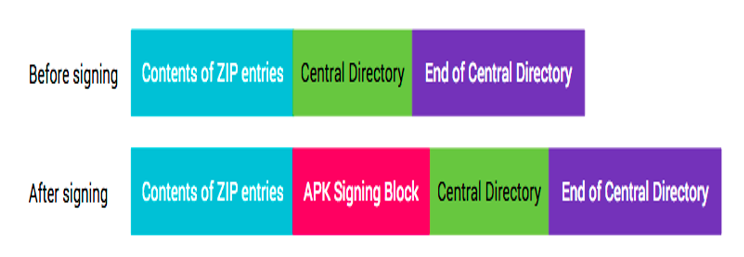 Before signing Contents of ZIP entries Central Directory End of Central Directory
After signing Contents of ZIP entries APK Signing Block Central Directory End of Central Directory